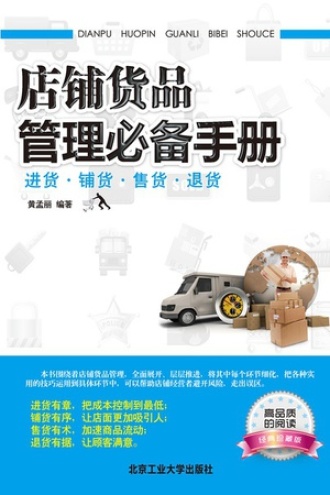 DIANPU HUOPIN GUANLI BIBEI SHOUCE
店铺货品
管理必备手册
进货·铺货·售货·退货
黄孟丽 编著
本书围绕着店铺货品管理，全面展开、层层推进，将其中每个环节细化，把各种实
用的技巧运用到具体环节中，可以帮助店铺经营者避开风险，走出误区。
进货有意，把成本控制到最低；
铺货有序，让店面更加吸引人；
售货有术，加速商品流动；
退货有据，让顾客满意。
高品质
的阅读
经典珍藏版
北京工业大学出版社